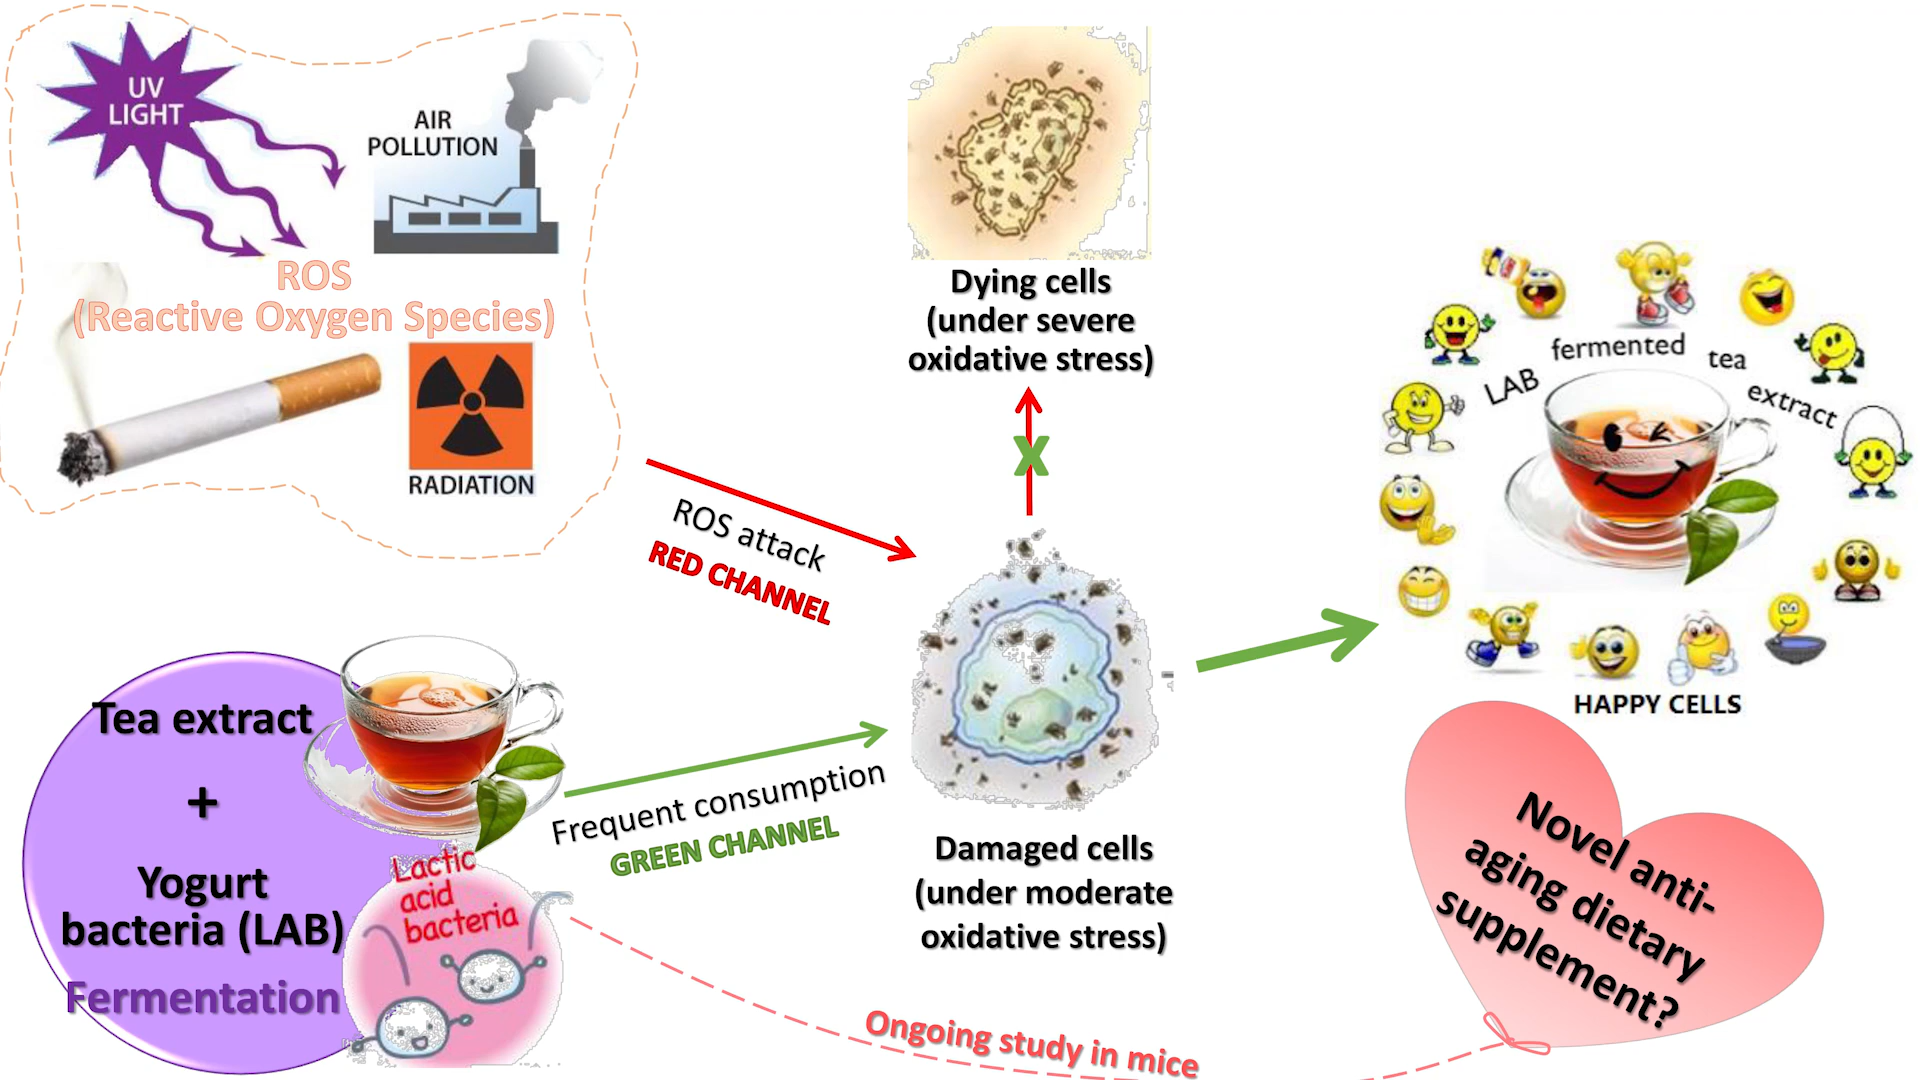 UV
LIGHT
AIR
POLLUTION
ROS
(Reactive Oxygen Species)
RADIATION
ROS attack
RED CHANNEL
Dying cells
(under severe
oxidative stress)
X
Tea extract
+
Yogurt
bacteria (LAB)
Fermentation
Lactic
acid
bacteria
Frequent consumption
GREEN CHANNEL
Damaged cells
(under moderate
oxidative stress)
LAB fermented tea extract
HAPPY CELLS
Novel anti-
aging dietary
supplement?
Ongoing study in mice